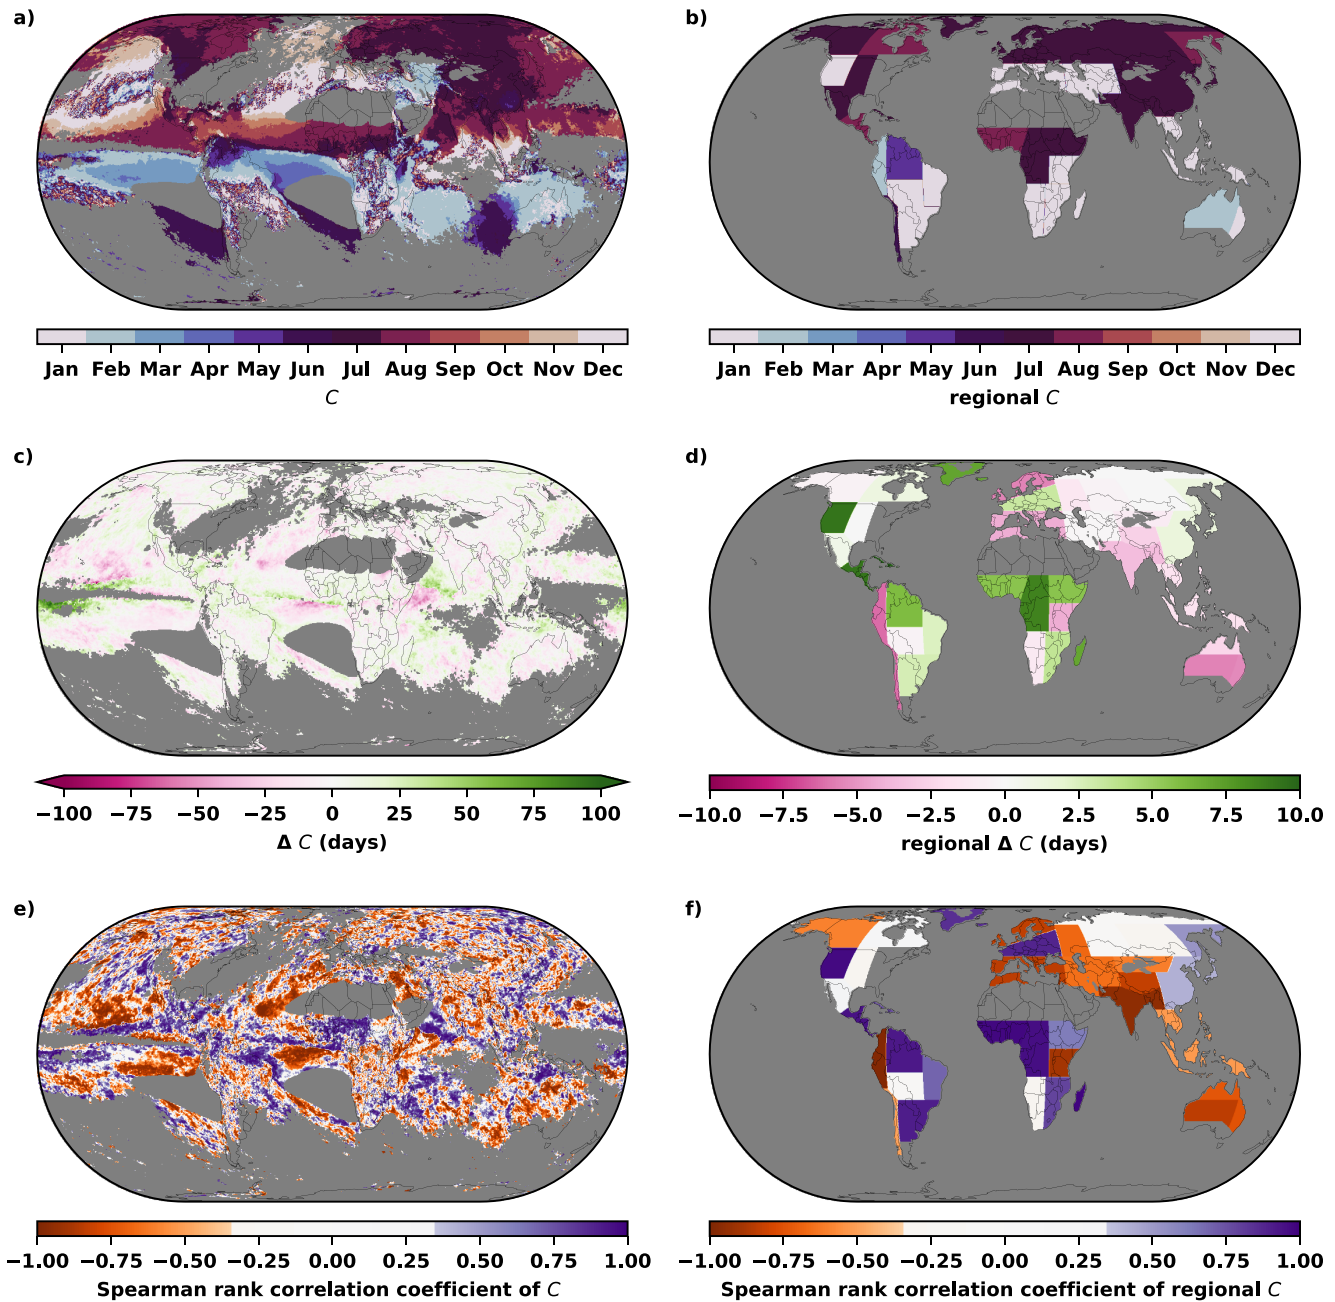 a)
b)
Jan Feb Mar Apr May Jun Jul Aug Sep Oct Nov Dec
C
Jan Feb Mar Apr May Jun Jul Aug Sep Oct Nov Dec
regional C
c)
d)
−100 −75 −50 −25 0 25 50 75 100
Δ C (days)
−10.0 −7.5 −5.0 −2.5 0.0 2.5 5.0 7.5 10.0
regional Δ C (days)
e)
f)
−1.00 −0.75 −0.50 −0.25 0.00 0.25 0.50 0.75 1.00
Spearman rank correlation coefficient of C
−1.00 −0.75 −0.50 −0.25 0.00 0.25 0.50 0.75 1.00
Spearman rank correlation coefficient of regional C